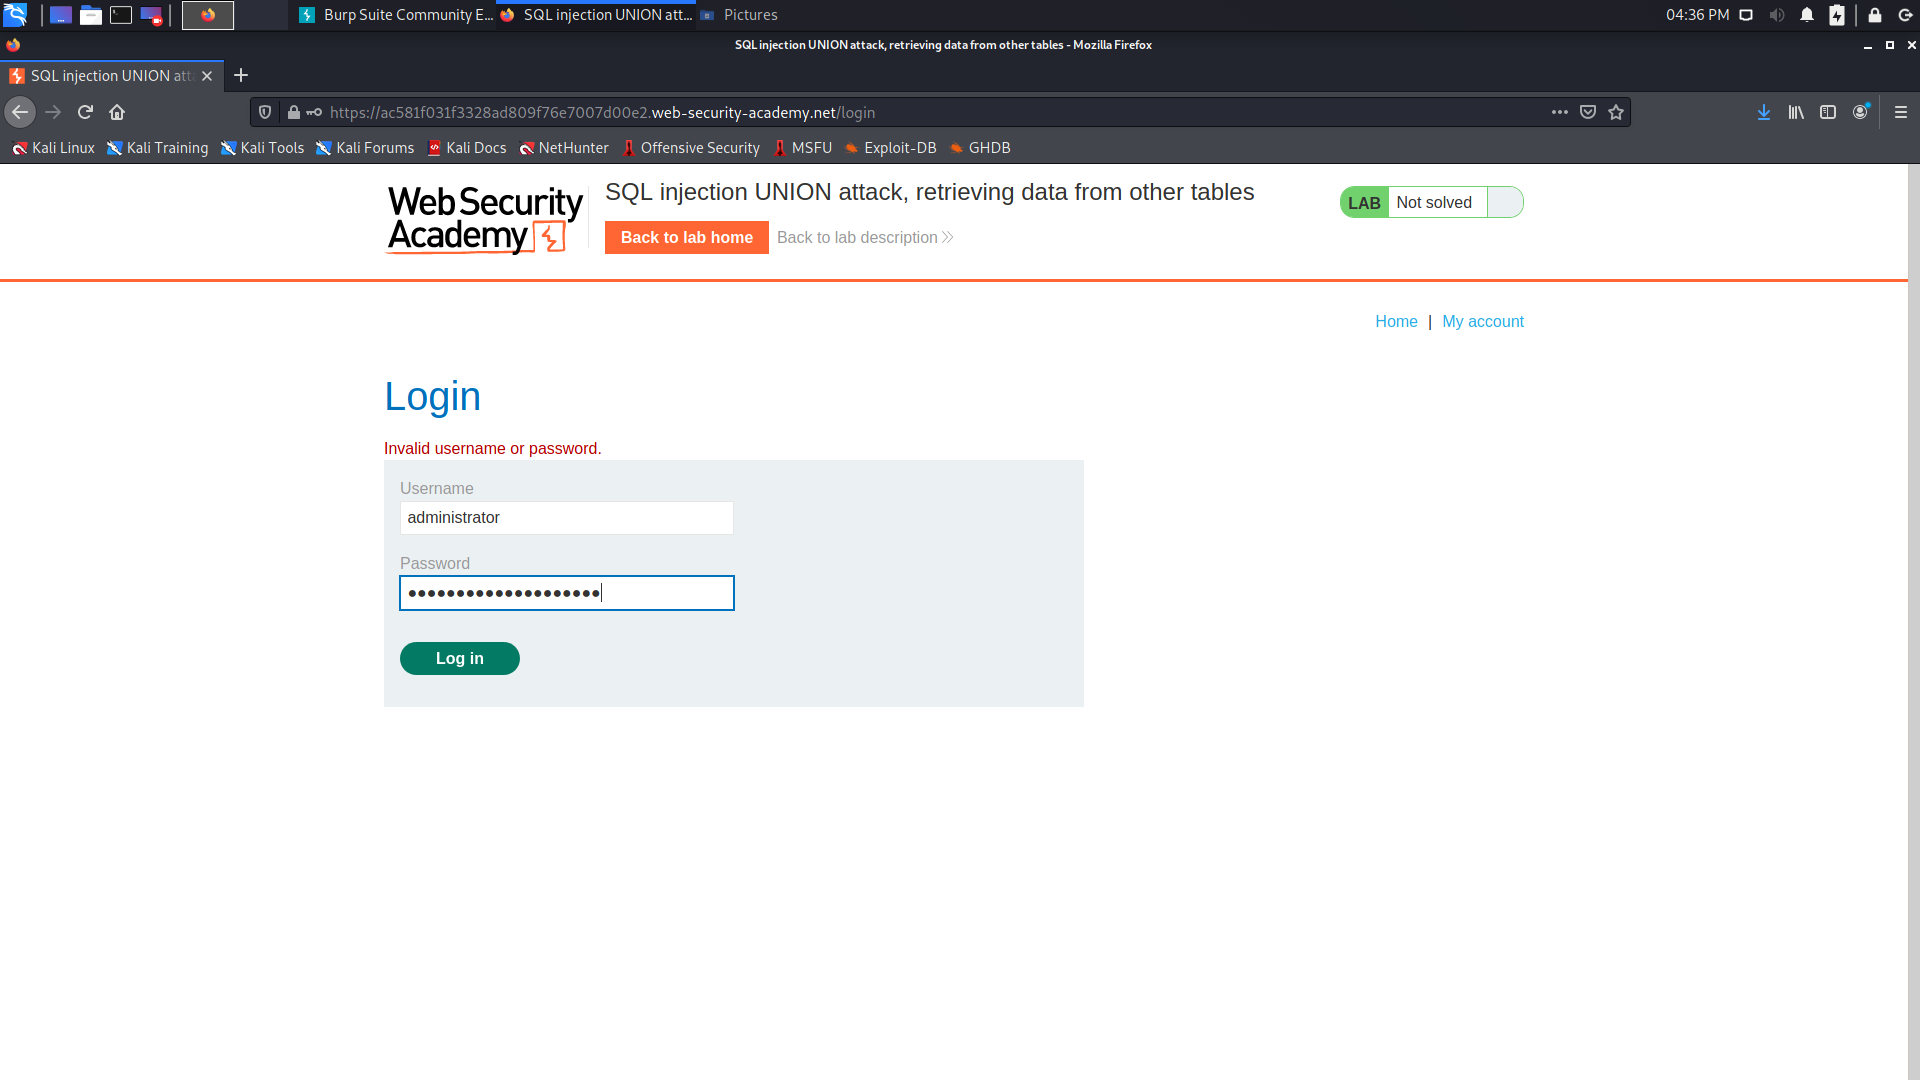 Burp Suite Community E...
SQL injection UNION att...
Pictures
04:36 PM
SQL injection UNION attack, retrieving data from other tables - Mozilla Firefox
SQL injection UNION att
https://ac581f031f3328ad809f76e7007d00e2.web-security-academy.net/login
Kali Linux
Kali Training
Kali Tools
Kali Forums
Kali Docs
NetHunter
Offensive Security
MSFU
Exploit-DB
GHDB
Web Security
Academy
SQL injection UNION attack, retrieving data from other tables
Back to lab home
Back to lab description
LAB
Not solved
Home | My account
Login
Invalid username or password.
Username
administrator
Password
••••••••••••••••••••
Log in